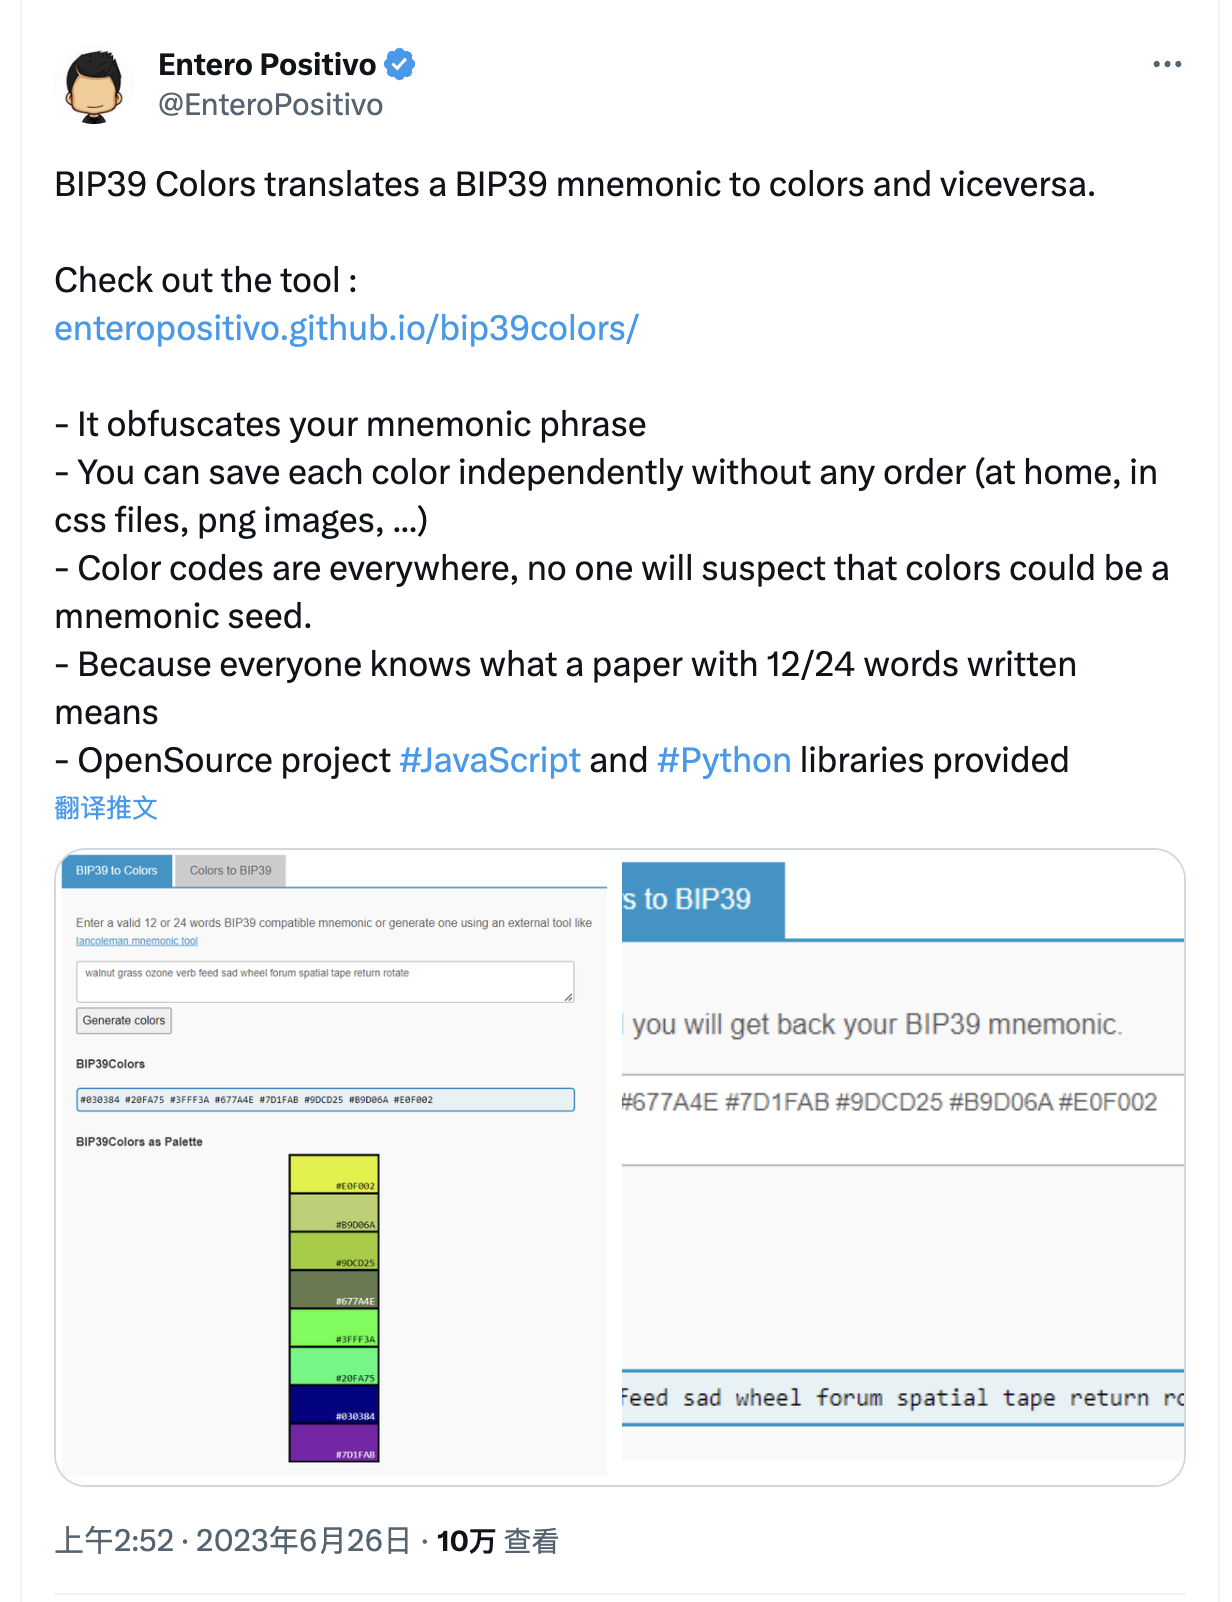 Entero Positivo
@EnteroPositivo
BIP39 Colors translates a BIP39 mnemonic to colors and viceversa.
Check out the tool :
enteropositivo.github.io/bip39colors/
- It obfuscates your mnemonic phrase
- You can save each color independently without any order (at home, in
css files, png images, ...)
- Color codes are everywhere, no one will suspect that colors could be a
mnemonic seed.
- Because everyone knows what a paper with 12/24 words written
means
- OpenSource project #JavaScript and #Python libraries provided
翻译推文
BIP39 to Colors
Colors to BIP39
Enter a valid 12 or 24 words BIP39 compatible mnemonic or generate one using an external tool like
Iancoleman mnemonic tool
walnut grass ozone verb feed sad wheel forum spatial tape return rotate
Generate colors
BIP39Colors
#030384 #20FA75 #3FFF3A #677A4E #7D1FAB #9DCD25 #B9D06A #E0F002
BIP39Colors as Palette
#E0F002
#B9D06A
#9DCD25
#677A4E
#3FFF3A
#20FA75
#030384
#7D1FAB
s to BIP39
you will get back your BIP39 mnemonic.
#677A4E #7D1FAB #9DCD25 #B9D06A #E0F002
feed sad wheel forum spatial tape return ro
上午2:52 · 2023年6月26日 · 10万 查看